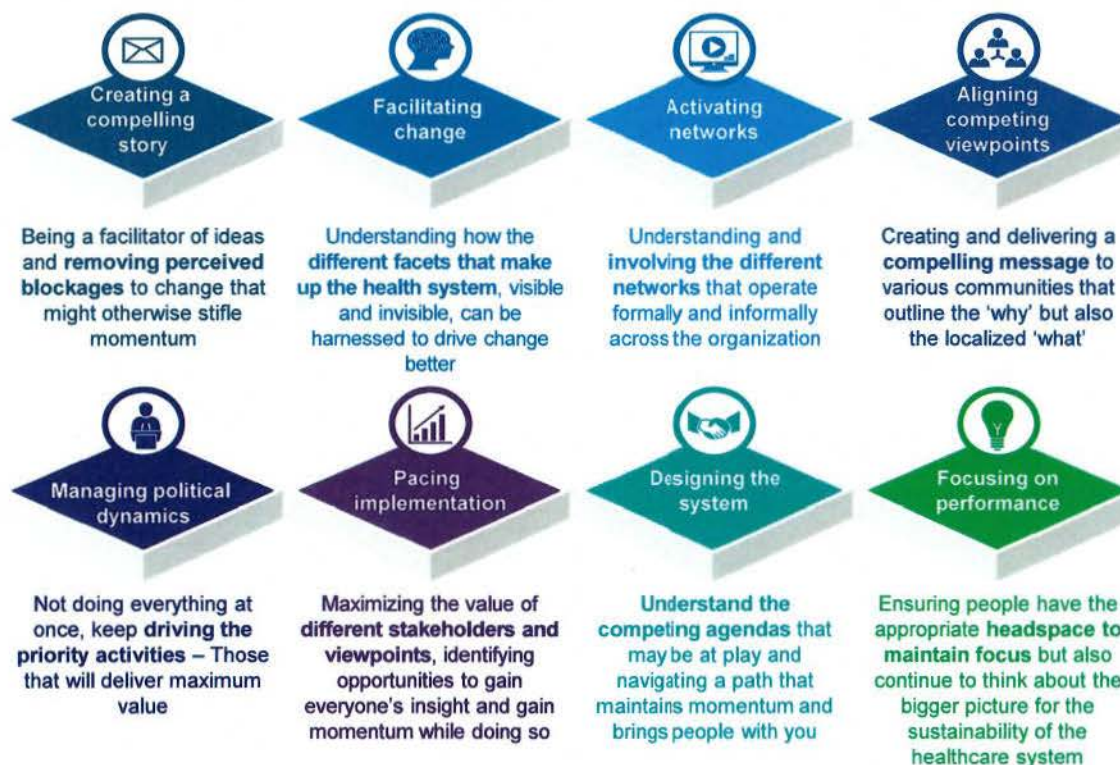 Creating a
compelling
story
Being a facilitator of ideas
and removing perceived
blockages to change that
might otherwise stifle
momentum
Facilitating
change
Understanding how the
different facets that make
up the health system, visible
and invisible, can be
harnessed to drive change
better
Activating
networks
Understanding and
involving the different
networks that operate
formally and informally
across the organization
Aligning
competing
viewpoints
Creating and delivering a
compelling message to
various communities that
outline the ‘why’ but also
the localized ‘what’
Managing political
dynamics
Not doing everything at
once, keep driving the
priority activities – Those
that will deliver maximum
value
Pacing
implementation
Maximizing the value of
different stakeholders and
viewpoints, identifying
opportunities to gain
everyone’s insight and gain
momentum while doing so
Designing the
system
Understand the
competing agendas that
may be at play and
navigating a path that
maintains momentum and
brings people with you
Focusing on
performance
Ensuring people have the
appropriate headspace to
maintain focus but also
continue to think about the
bigger picture for the
sustainability of the
healthcare system